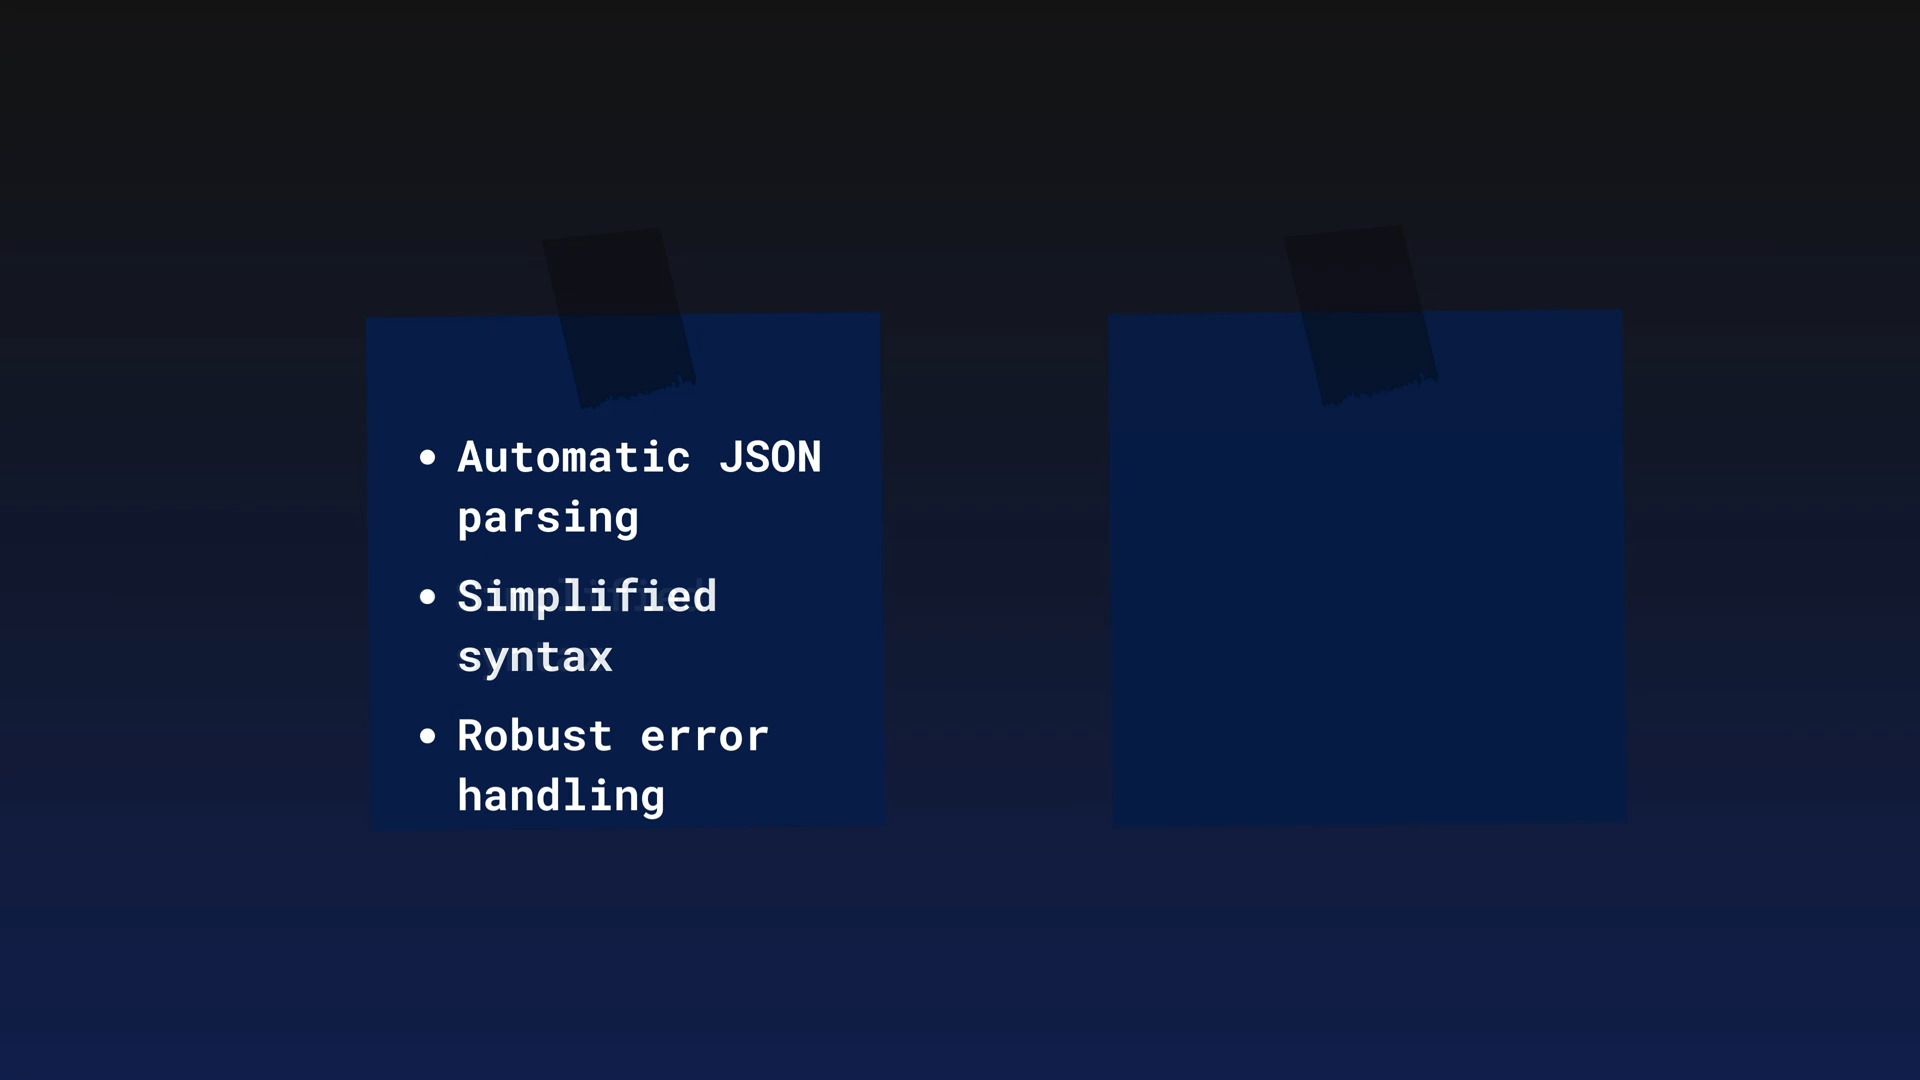 • Automatic JSON
parsing
• Simplified
syntax
• Robust error
handling